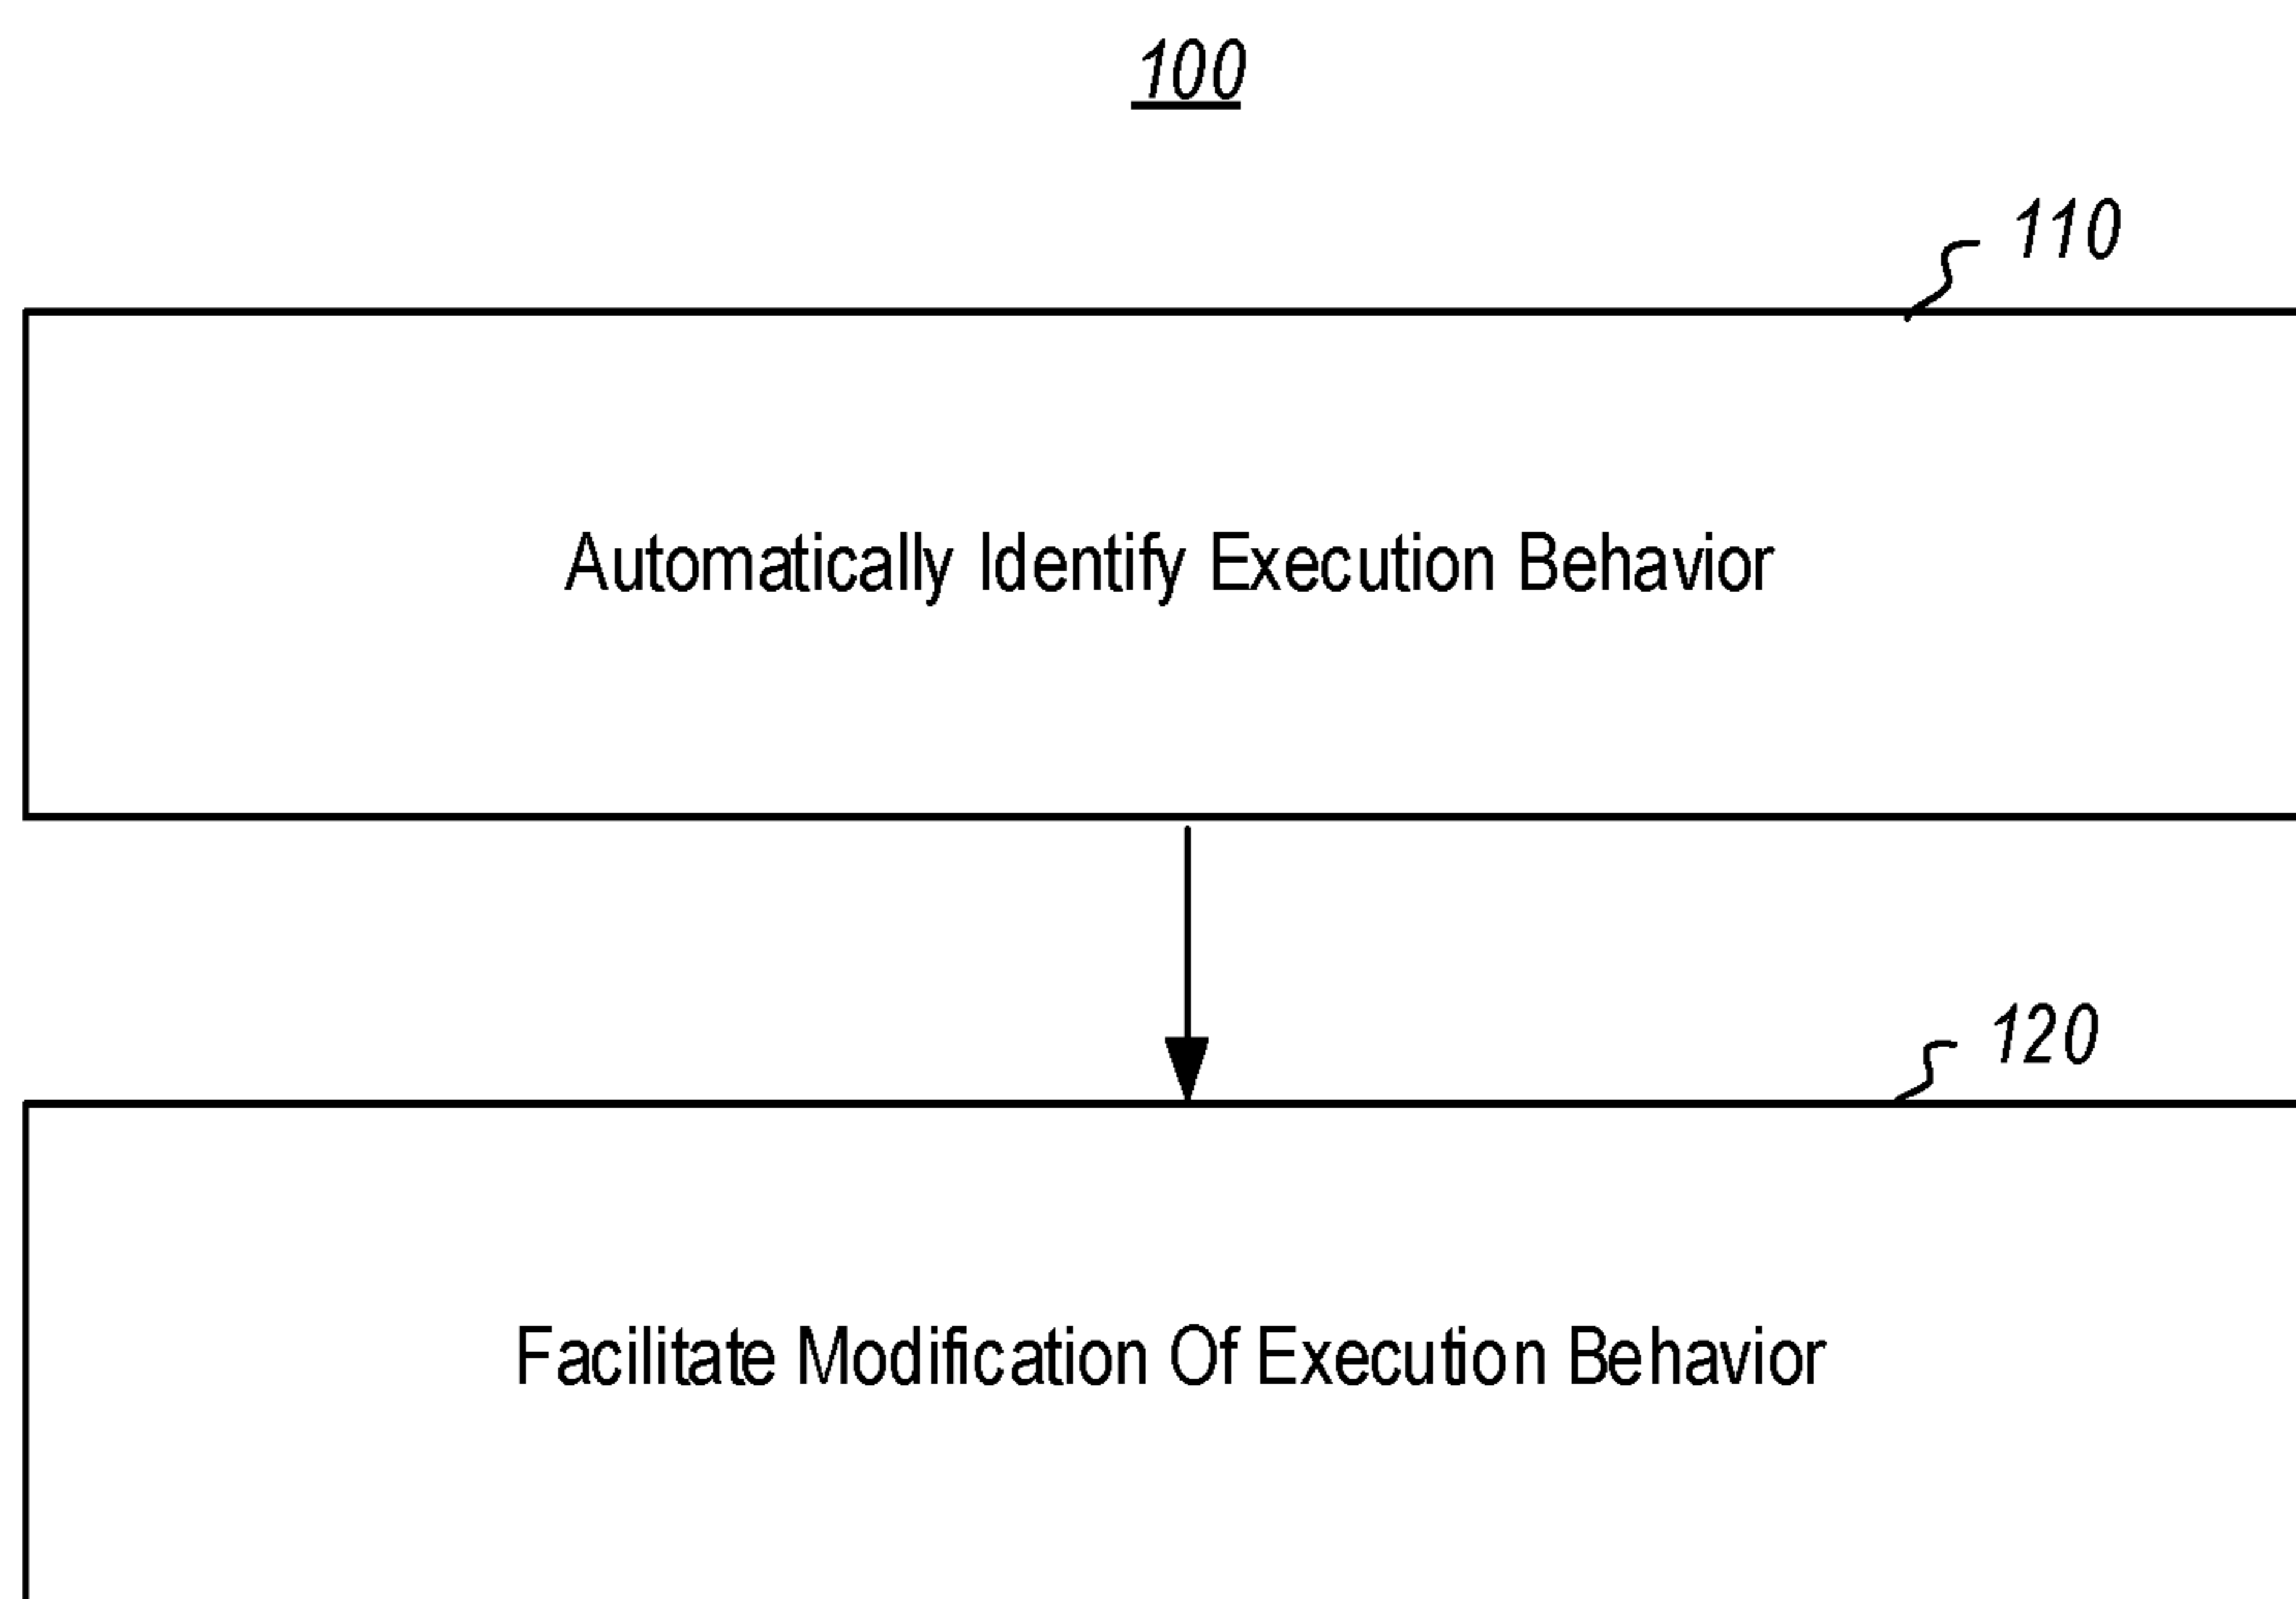 100
110
Automatically Identify Execution Behavior
120
Facilitate Modification Of Execution Behavior